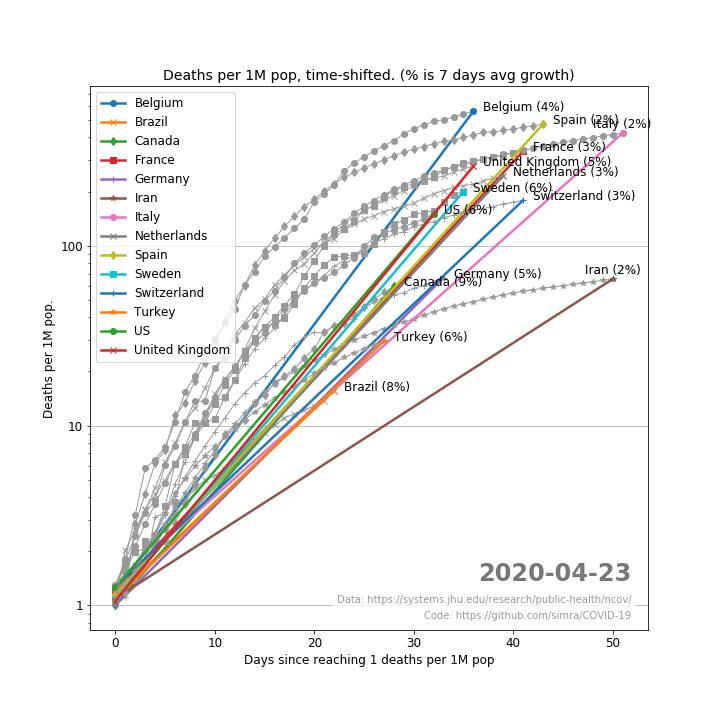 Deaths per 1M pop, time-shifted. (% is 7 days avg growth)
Belgium
Brazil
Canada
France
Germany
Iran
Italy
Netherlands
Spain
Sweden
Switzerland
Turkey
US
United Kingdom
Belgium (4%)
Spain (2%)
Italy (2%)
France (3%)
United Kingdom (5%)
Netherlands (3%)
Sweden (6%)
Switzerland (3%)
US (6%)
Germany (5%)
Iran (2%)
Canada (9%)
Turkey (6%)
Brazil (8%)
100
10
1
Deaths per 1M pop.
2020-04-23
Data: https://systems.jhu.edu/research/public-health/ncov/
Code: https://github.com/simra/COVID-19
0 10 20 30 40 50
Days since reaching 1 deaths per 1M pop